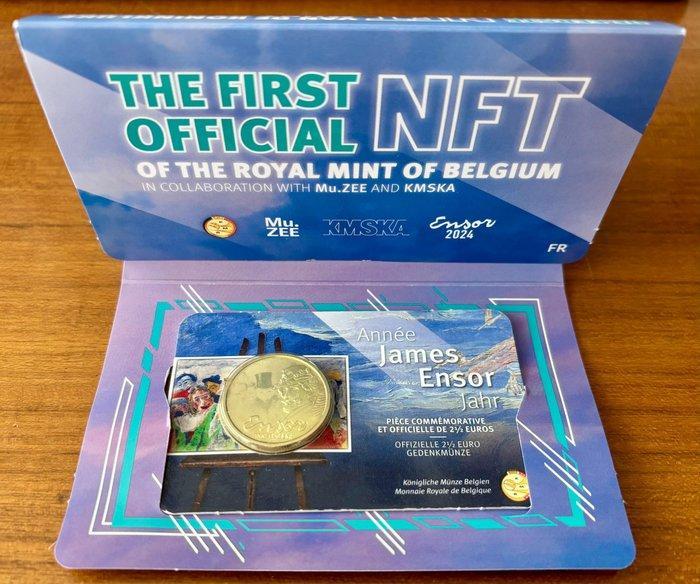 THE FIRST
OFFICIAL NFT
OF THE ROYAL MINT OF BELGIUM
IN COLLABORATION WITH Mu.ZEE AND KMSKA
Mu.
ZEE
KMSKA
Ensor
2024
FR
Année
James
Ensor
Jahr
PIÈCE COMMÉMORATIVE
ET OFFICIELLE DE 2½ EUROS
OFFIZIELLE 2½ EURO
GEDENKMÜNZE
Königliche Münze Belgien
Monnaie Royale de Belgique
Ensor